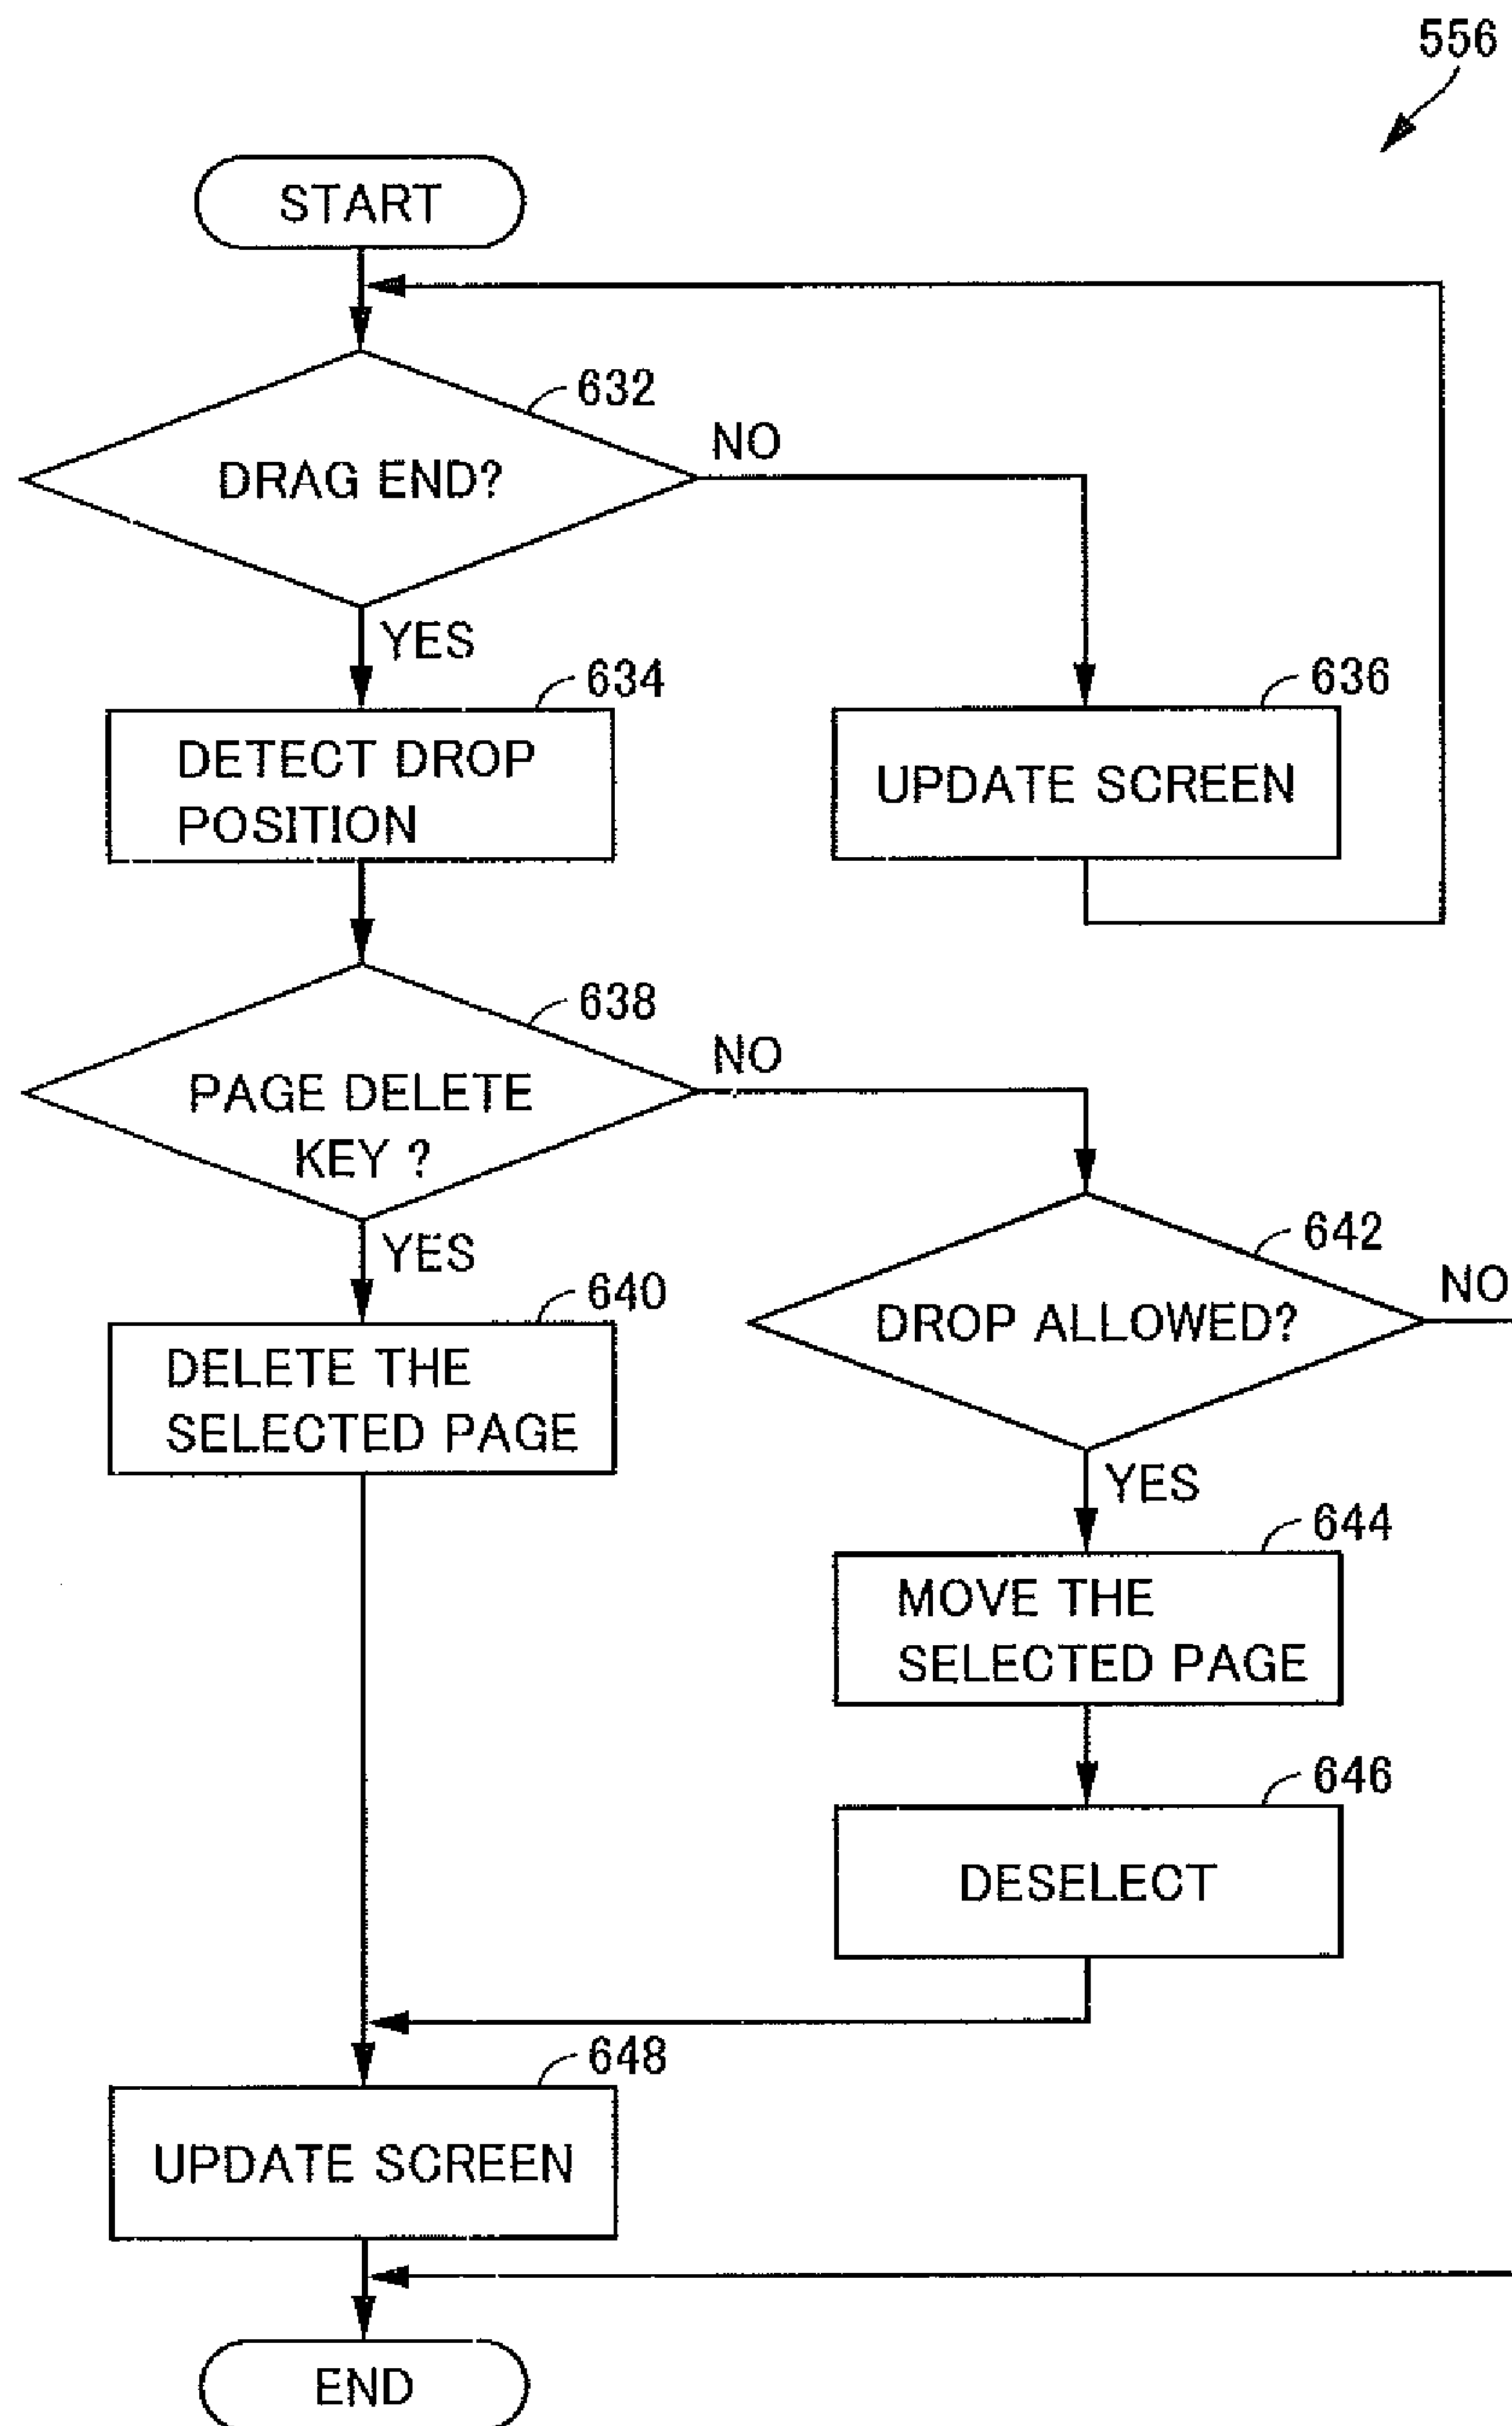 556
START
632
NO
DRAG END?
YES
634
636
DETECT DROP
POSITION
UPDATE SCREEN
638
NO
PAGE DELETE
KEY ?
YES
642
NO
640
DROP ALLOWED?
DELETE THE
SELECTED PAGE
YES
644
MOVE THE
SELECTED PAGE
646
DESELECT
648
UPDATE SCREEN
END